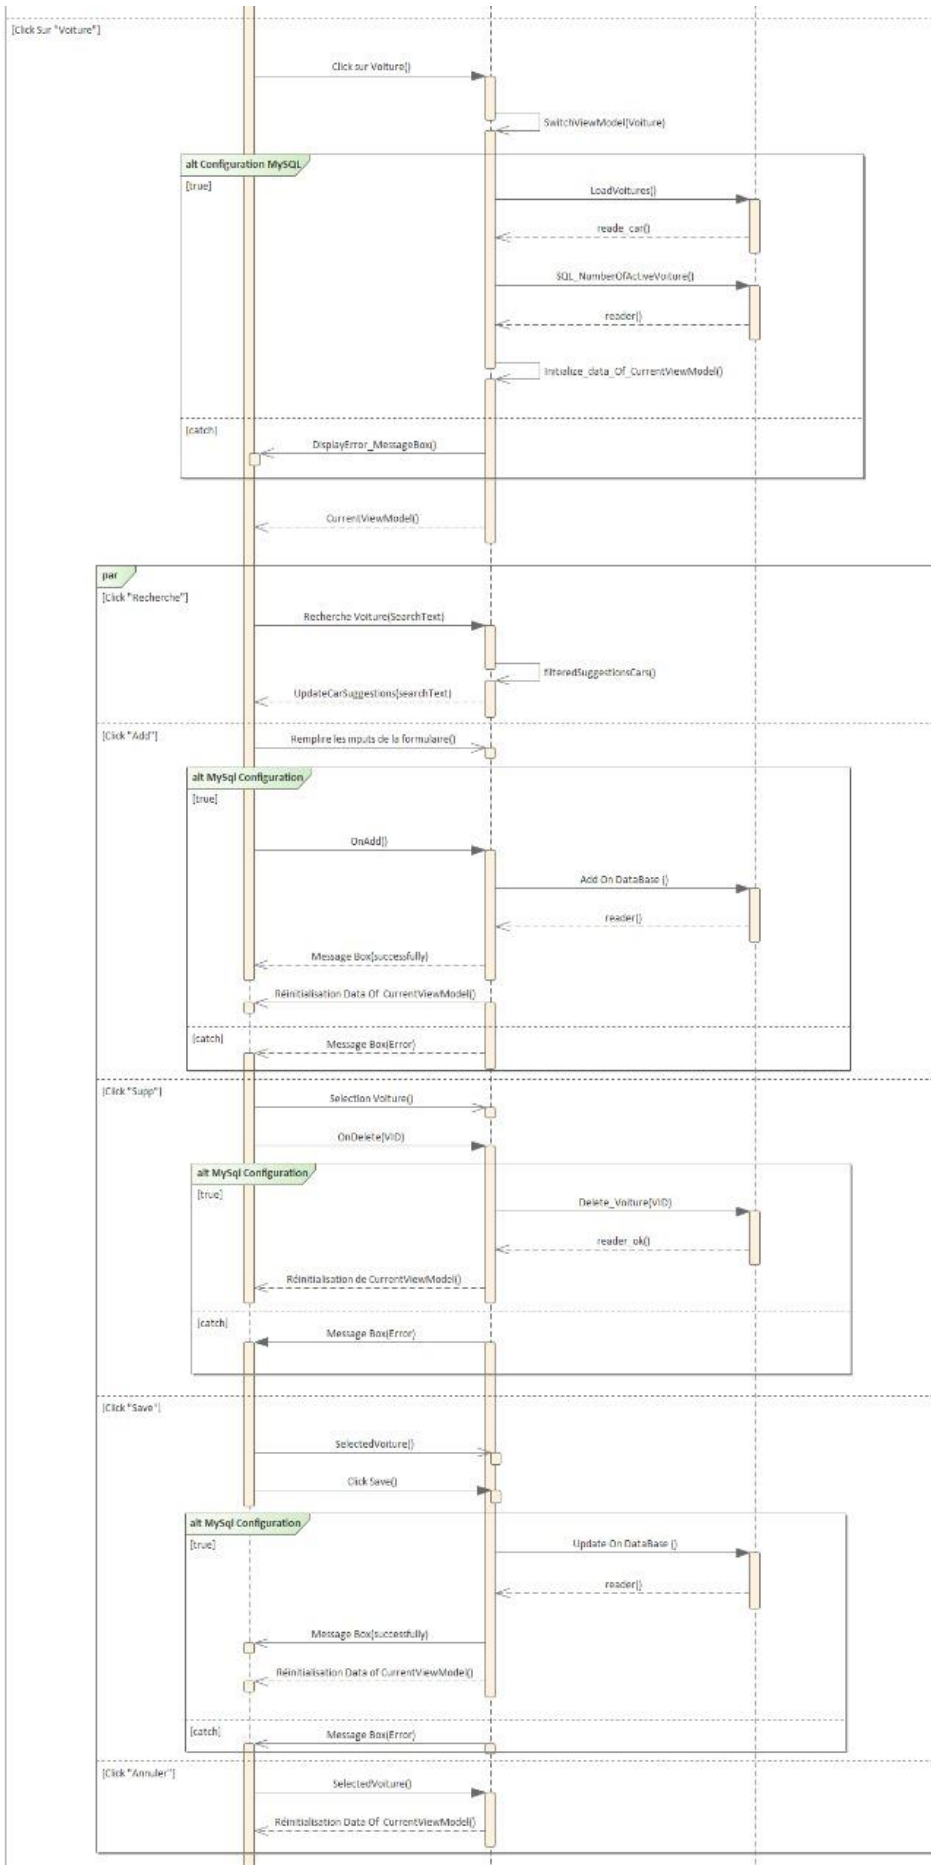 [Click Sur "Voiture"]
Click sur Voiture()
SwitchViewModel(Voiture)
alt Configuration MySQL
[true]
LoadVoitures()
reade_car()
SQL_NumberOfActiveVoiture()
reader()
Initialize_data_Of_CurrentViewModel()
[catch]
DisplayError_MessageBox()
CurrentViewModel()
par
[Click "Recherche"]
Recherche Voiture(SearchText)
filteredSuggestionsCars()
UpdateCarSuggestions(searchText)
[Click "Add"]
Remplire les inputs de la formulaire()
alt MySql Configuration
[true]
OnAdd()
Add On DataBase ()
reader()
Message Box(successfully)
Réinitialisation Data Of CurrentViewModel()
[catch]
Message Box(Error)
[Click "Supp"]
Selection Voiture()
OnDelete(VID)
alt MySql Configuration
[true]
Delete_Voiture(VID)
reader_ok()
Réinitialisation de CurrentViewModel()
[catch]
Message Box(Error)
[Click "Save"]
SelectedVoiture()
Click Save()
alt MySql Configuration
[true]
Update On DataBase ()
reader()
Message Box(successfully)
Réinitialisation Data of CurrentViewModel()
[catch]
Message Box(Error)
[Click "Annuler"]
SelectedVoiture()
Réinitialisation Data Of CurrentViewModel()